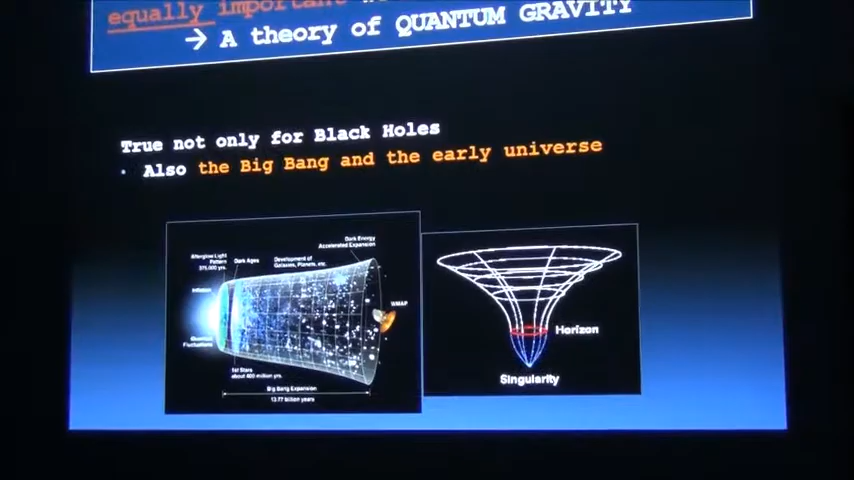 equally important
→ A theory of QUANTUM GRAVITY
True not only for Black Holes
• Also the Big Bang and the early universe
Dark Energy
Accelerated Expansion
Afterglow Light
Pattern
375,000 yrs.
Dark Ages
Development of
Galaxies, Planets, etc.
Inflation
WMAP
Quantum
Fluctuations
1st Stars
about 400 million yrs.
Big Bang Expansion
13.77 billion years
Horizon
Singularity